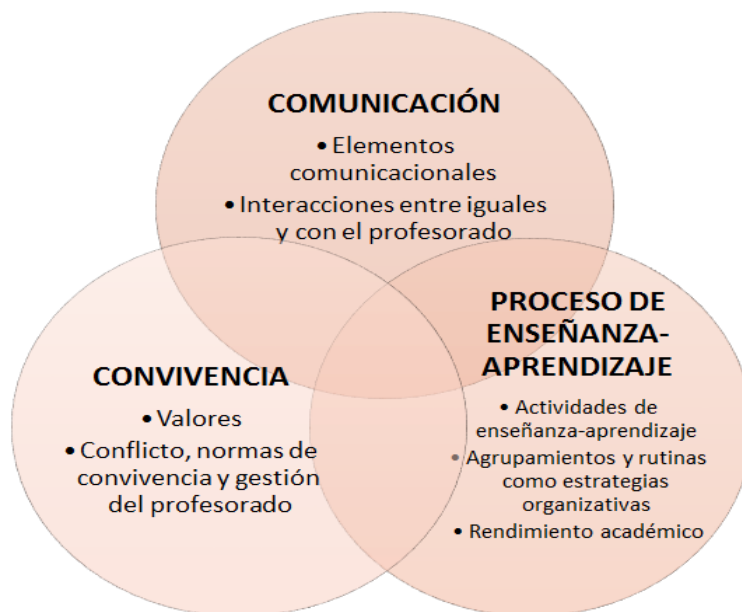 COMUNICACIÓN
• Elementos
comunicacionales
• Interacciones entre iguales
y con el profesorado
CONVIVENCIA
• Valores
• Conflicto, normas de
convivencia y gestión
del profesorado
PROCESO DE
ENSEÑANZA-
APRENDIZAJE
• Actividades de
enseñanza-aprendizaje
• Agrupamientos y rutinas
como estrategias
organizativas
• Rendimiento académico